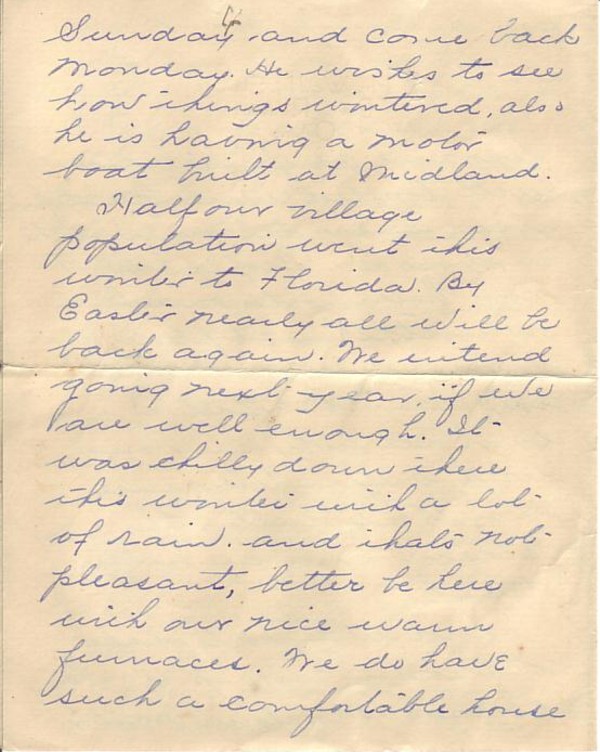 4
Sunday and come back
Monday. He wishes to see
how things wintered, also
he is having a motor
boat built at Midland.
Half our village
population went this
winter to Florida. By
Easter nearly all will be
back again. We intend
going next year, if we
are well enough. It
was chilly down there
this winter with a lot
of rain. and thats not
pleasant, better be here
with our nice warm
furnaces. We do have
such a comfortable house